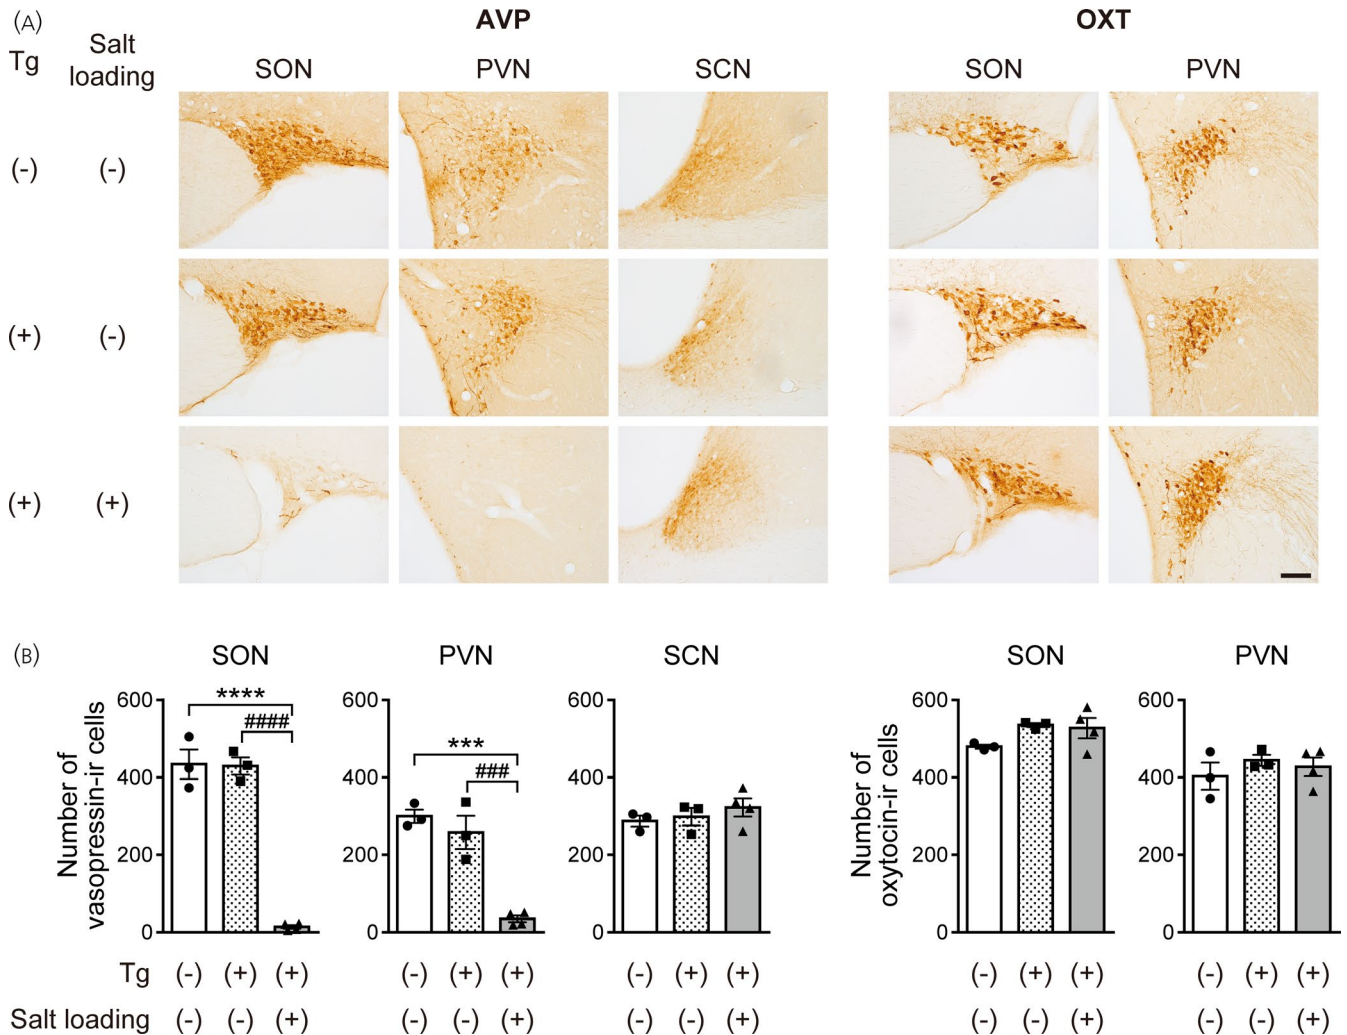 (A)
AVP
OXT
Tg
Salt
loading
SON
PVN
SCN
SON
PVN
(-) (-)
(+) (-)
(+) (+)
(B)
SON
PVN
SCN
SON
PVN
Number of
vasopressin-ir cells
600
400
200
0
****
####
600
400
200
0
***
###
600
400
200
0
Number of
oxytocin-ir cells
600
400
200
0
600
400
200
0
Tg (-) (+) (+) (-) (+) (+) (-) (+) (+) (-) (+) (+) (-) (+) (+)
Salt loading (-) (-) (+) (-) (-) (+) (-) (-) (+) (-) (-) (+) (-) (-) (+)